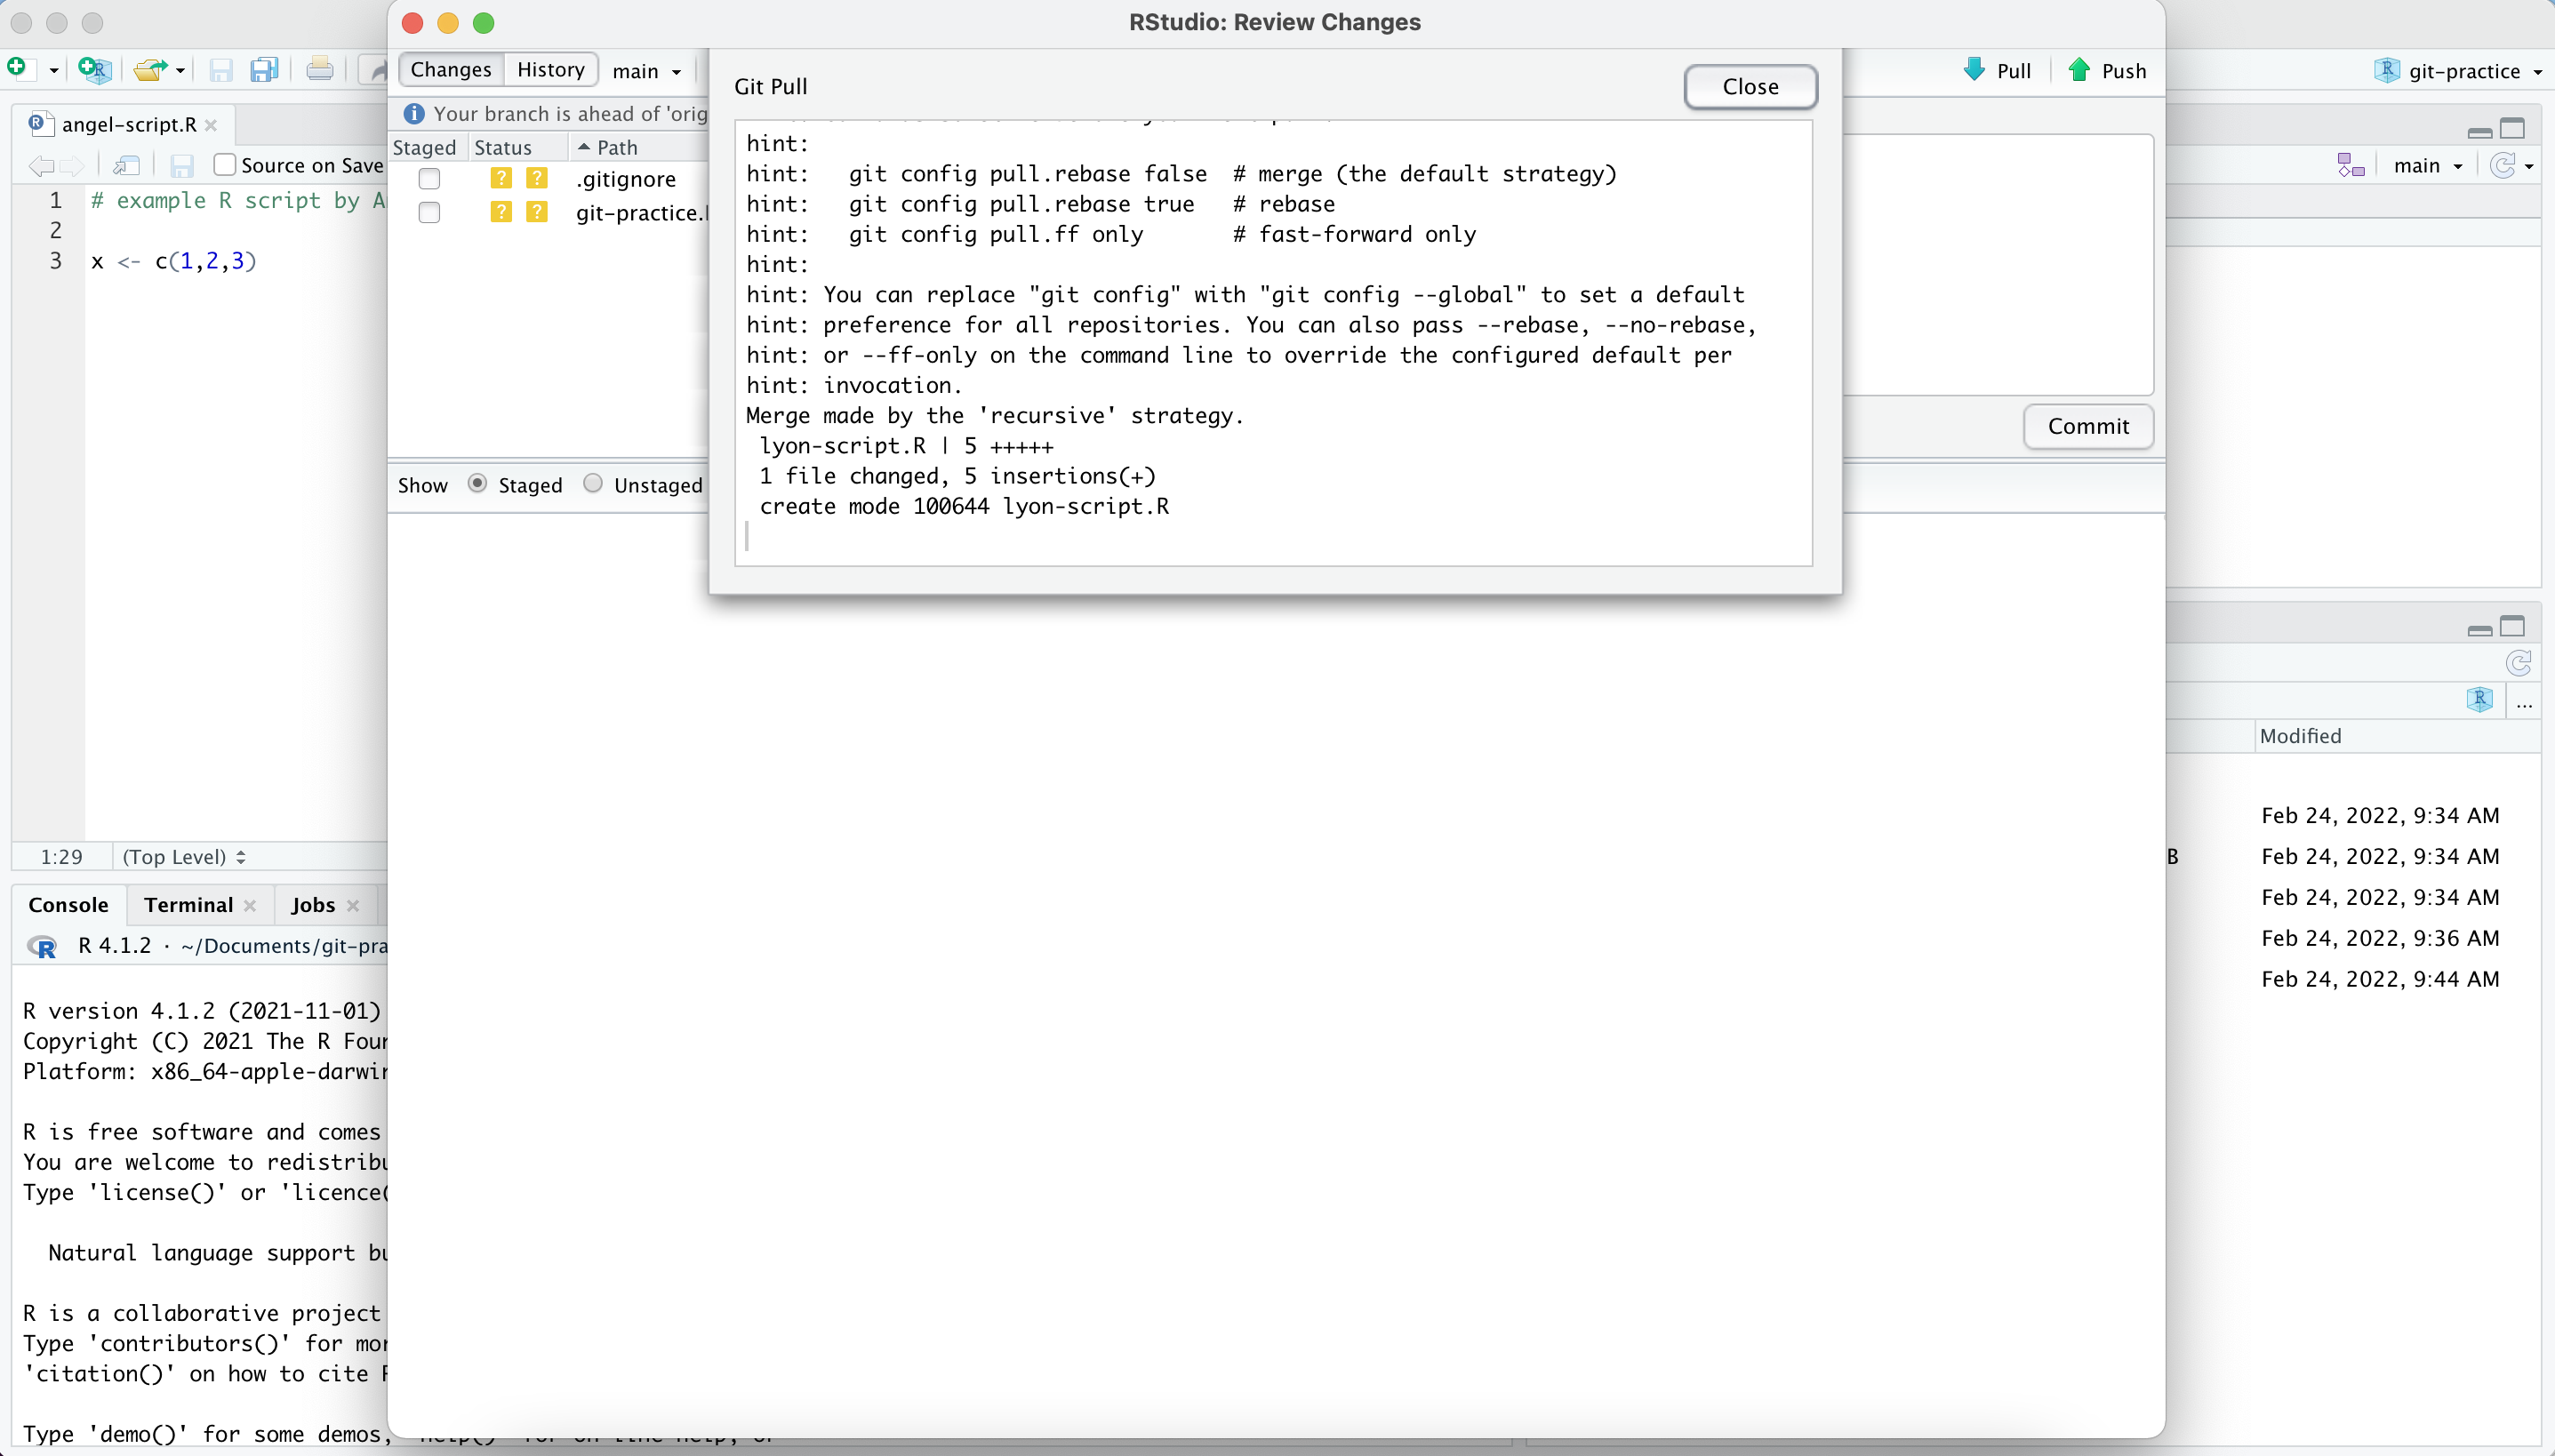 RStudio: Review Changes
Changes History main
Pull Push
git-practice
Git Pull
Close
Your branch is ahead of 'orig
Staged Status Path
.gitignore
git-practice.
hint:
hint:   git config pull.rebase false  # merge (the default strategy)
hint:   git config pull.rebase true   # rebase
hint:   git config pull.ff only       # fast-forward only
hint:
hint: You can replace "git config" with "git config --global" to set a default
hint: preference for all repositories. You can also pass --rebase, --no-rebase,
hint: or --ff-only on the command line to override the configured default per
hint: invocation.
Merge made by the 'recursive' strategy.
 lyon-script.R | 5 +++++
 1 file changed, 5 insertions(+)
 create mode 100644 lyon-script.R
Commit
Show Staged Unstaged
angel-script.R
Source on Save
1 # example R script by A
2
3 x <- c(1,2,3)
1:29 (Top Level)
main
Console Terminal Jobs
R 4.1.2 · ~/Documents/git-pra
R version 4.1.2 (2021-11-01)
Copyright (C) 2021 The R Four
Platform: x86_64-apple-darwin
R is free software and comes
You are welcome to redistribu
Type 'license()' or 'licence(
Natural language support bu
R is a collaborative project
Type 'contributors()' for mor
'citation()' on how to cite R
Type 'demo()' for some demos, 'help()' for on-line help, or
...
Modified
Feb 24, 2022, 9:34 AM
B Feb 24, 2022, 9:34 AM
Feb 24, 2022, 9:34 AM
Feb 24, 2022, 9:36 AM
Feb 24, 2022, 9:44 AM